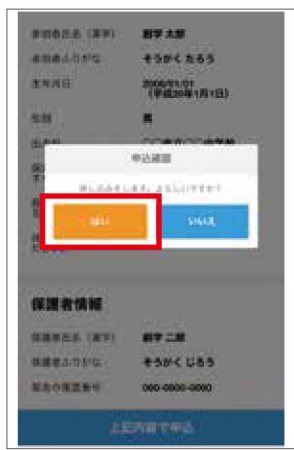 参加者氏名（漢字） 創学 太郎
参加者ふりがな そうがく たろう
生年月日 2008/01/01
（平成20年1月1日）
性別 男
申込確認
申し込みをします。よろしいですか？
はい いいえ
保護者情報
保護者氏名（漢字） 創学 二郎
保護者ふりがな そうがく じろう
緊急の電話番号 000-0000-0000
上記内容で申込